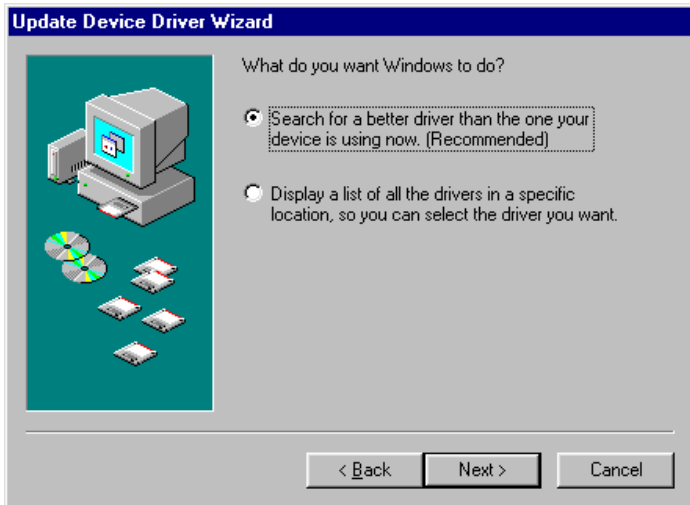 Update Device Driver Wizard
What do you want Windows to do?
Search for a better driver than the one your
device is using now. (Recommended)
Display a list of all the drivers in a specific
location, so you can select the driver you want.
< Back
Next >
Cancel